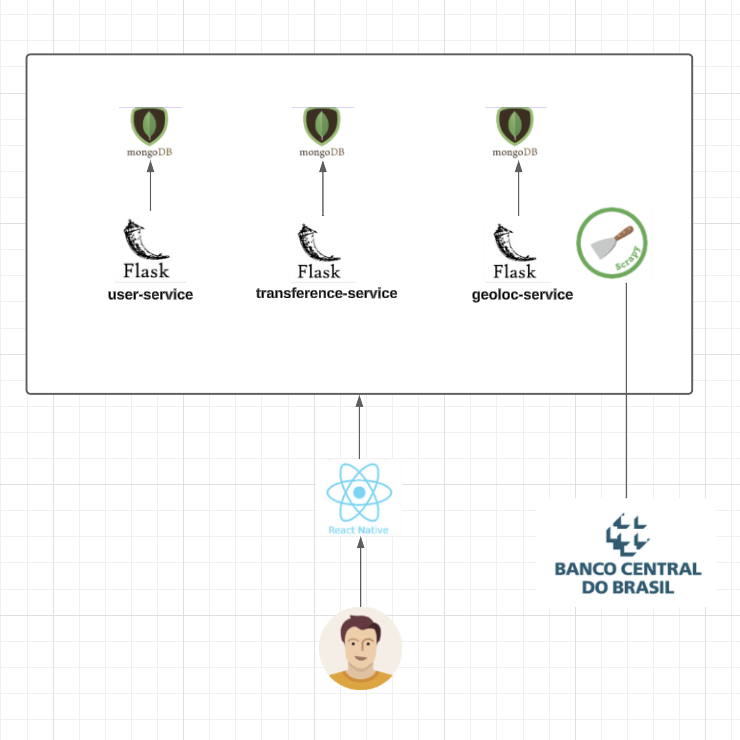 mongoDB
mongoDB
mongoDB
Flask
Flask
Flask
Scrapy
user-service
transference-service
geoloc-service
React Native
BANCO CENTRAL
DO BRASIL